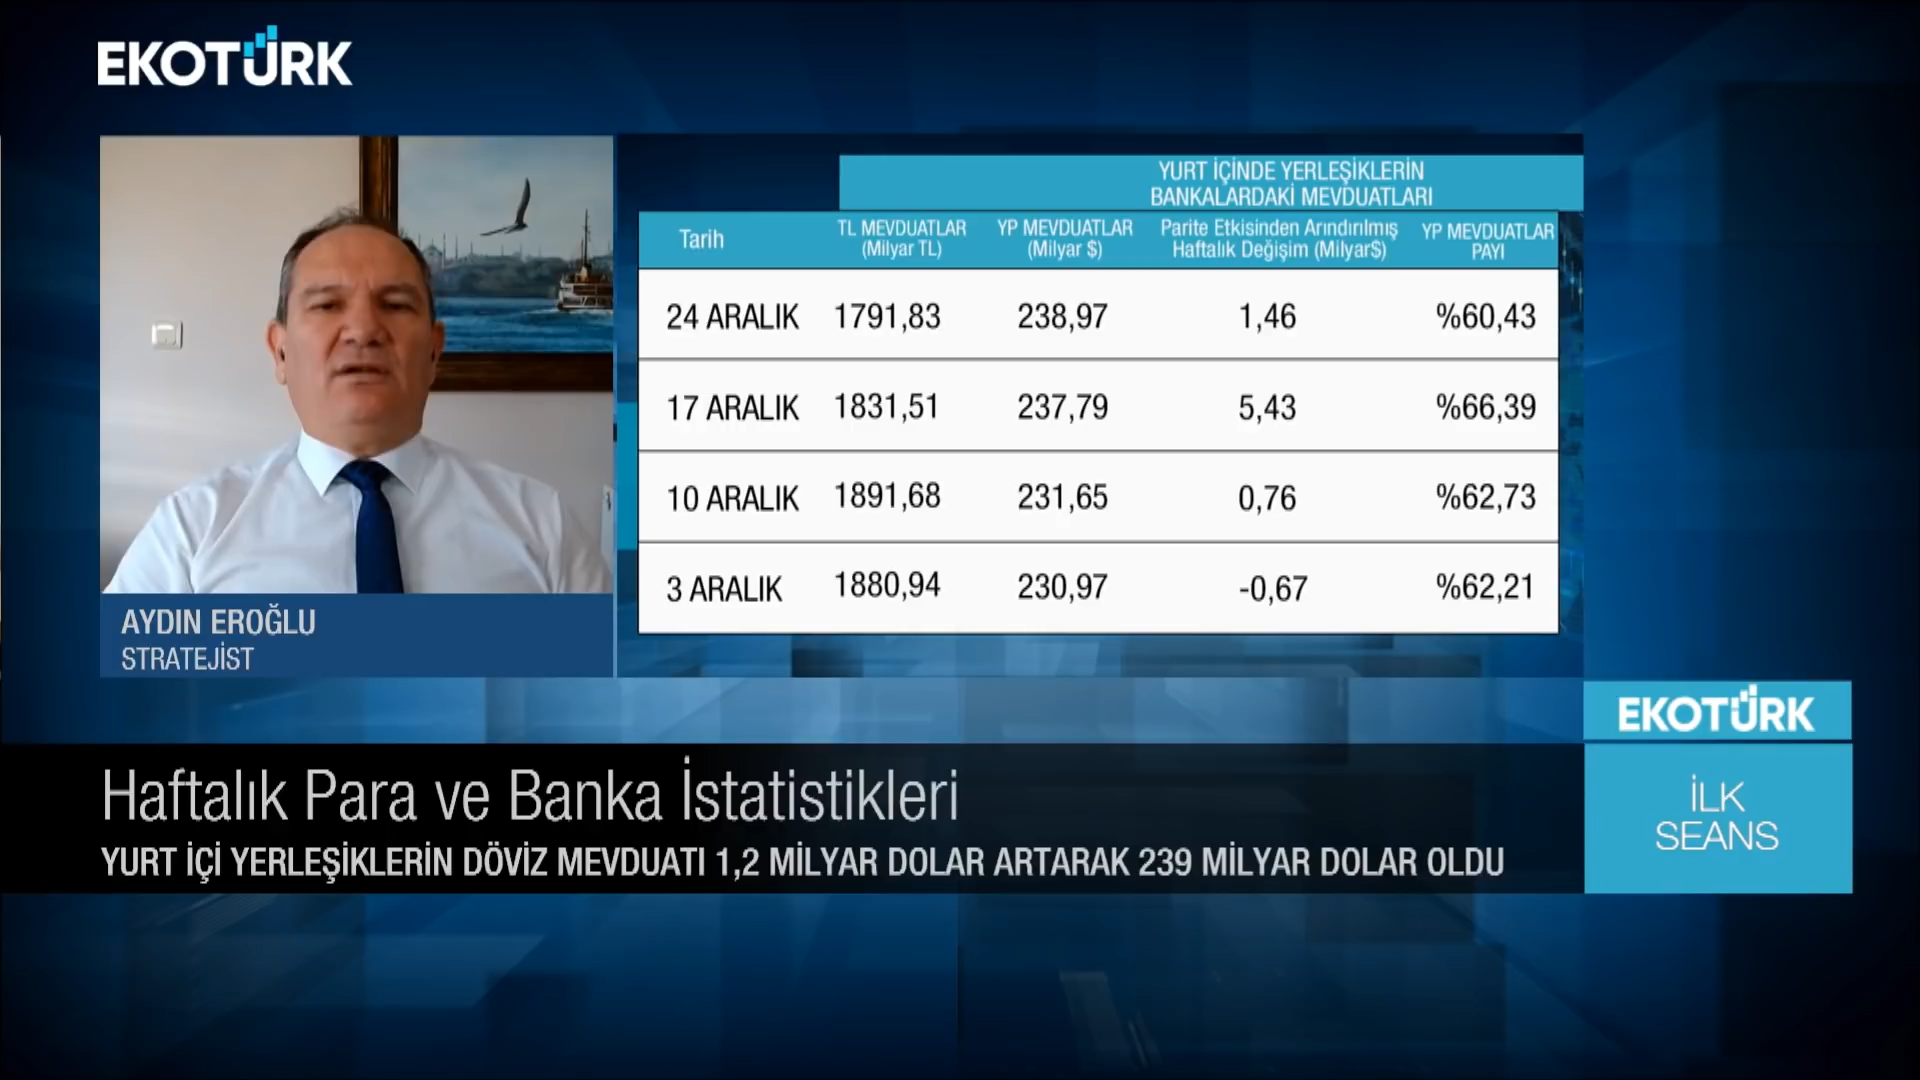 EKOTÜRK
YURT İÇİNDE YERLEŞİKLERİN
BANKALARDAKİ MEVDUATLARI
Tarih
TL MEVDUATLAR
(Milyar TL)
YP MEVDUATLAR
(Milyar $)
Parite Etkisinden Arındırılmış
Haftalık Değişim (Milyar$)
YP MEVDUATLAR
PAYI
24 ARALIK 1791,83 238,97 1,46 %60,43
17 ARALIK 1831,51 237,79 5,43 %66,39
10 ARALIK 1891,68 231,65 0,76 %62,73
3 ARALIK 1880,94 230,97 -0,67 %62,21
AYDIN EROĞLU
STRATEJİST
EKOTÜRK
Haftalık Para ve Banka İstatistikleri
YURT İÇİ YERLEŞİKLERİN DÖVİZ MEVDUATI 1,2 MİLYAR DOLAR ARTARAK 239 MİLYAR DOLAR OLDU
İLK
SEANS